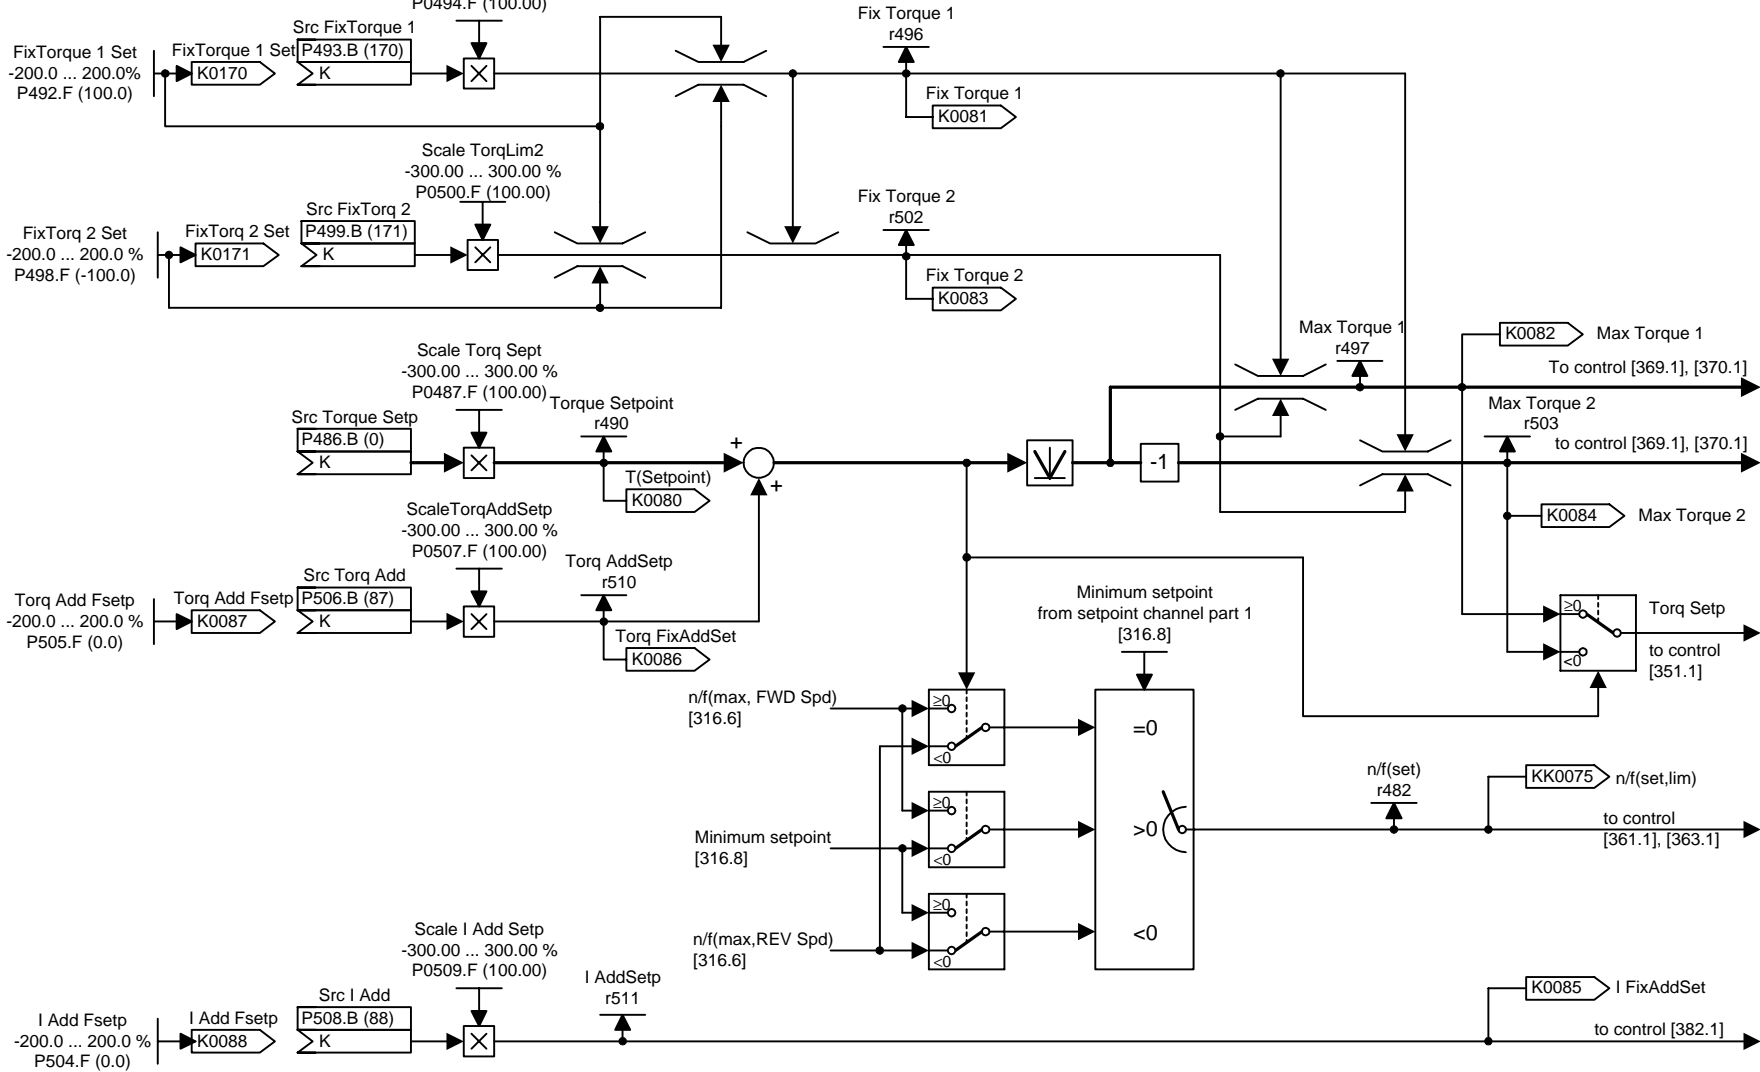 P0494.F (100.00)
FixTorque 1 Set
-200.0 ... 200.0%
P492.F (100.0)
FixTorque 1 Set
K0170
Src FixTorque 1
P493.B (170)
K
Fix Torque 1
r496
Fix Torque 1
K0081
Scale TorqLim2
-300.00 ... 300.00 %
P0500.F (100.00)
FixTorq 2 Set
-200.0 ... 200.0 %
P498.F (-100.0)
FixTorq 2 Set
K0171
Src FixTorq 2
P499.B (171)
K
Fix Torque 2
r502
Fix Torque 2
K0083
Scale Torq Sept
-300.00 ... 300.00 %
P0487.F (100.00)
Src Torque Setp
P486.B (0)
K
Torque Setpoint
r490
T(Setpoint)
K0080
+
+
-1
Max Torque 1
r497
K0082
Max Torque 1
To control [369.1], [370.1]
Max Torque 2
r503
to control [369.1], [370.1]
K0084
Max Torque 2
ScaleTorqAddSetp
-300.00 ... 300.00 %
P0507.F (100.00)
Torq Add Fsetp
-200.0 ... 200.0 %
P505.F (0.0)
Torq Add Fsetp
K0087
Src Torq Add
P506.B (87)
K
Torq AddSetp
r510
Torq FixAddSet
K0086
Minimum setpoint
from setpoint channel part 1
[316.8]
≥0
<0
Torq Setp
to control
[351.1]
n/f(max, FWD Spd)
[316.6]
≥0
<0
=0
Minimum setpoint
[316.8]
≥0
<0
>0
n/f(set)
r482
KK0075
n/f(set,lim)
to control
[361.1], [363.1]
n/f(max,REV Spd)
[316.6]
≥0
<0
<0
Scale I Add Setp
-300.00 ... 300.00 %
P0509.F (100.00)
I Add Fsetp
-200.0 ... 200.0 %
P504.F (0.0)
I Add Fsetp
K0088
Src I Add
P508.B (88)
K
I AddSetp
r511
K0085
I FixAddSet
to control [382.1]